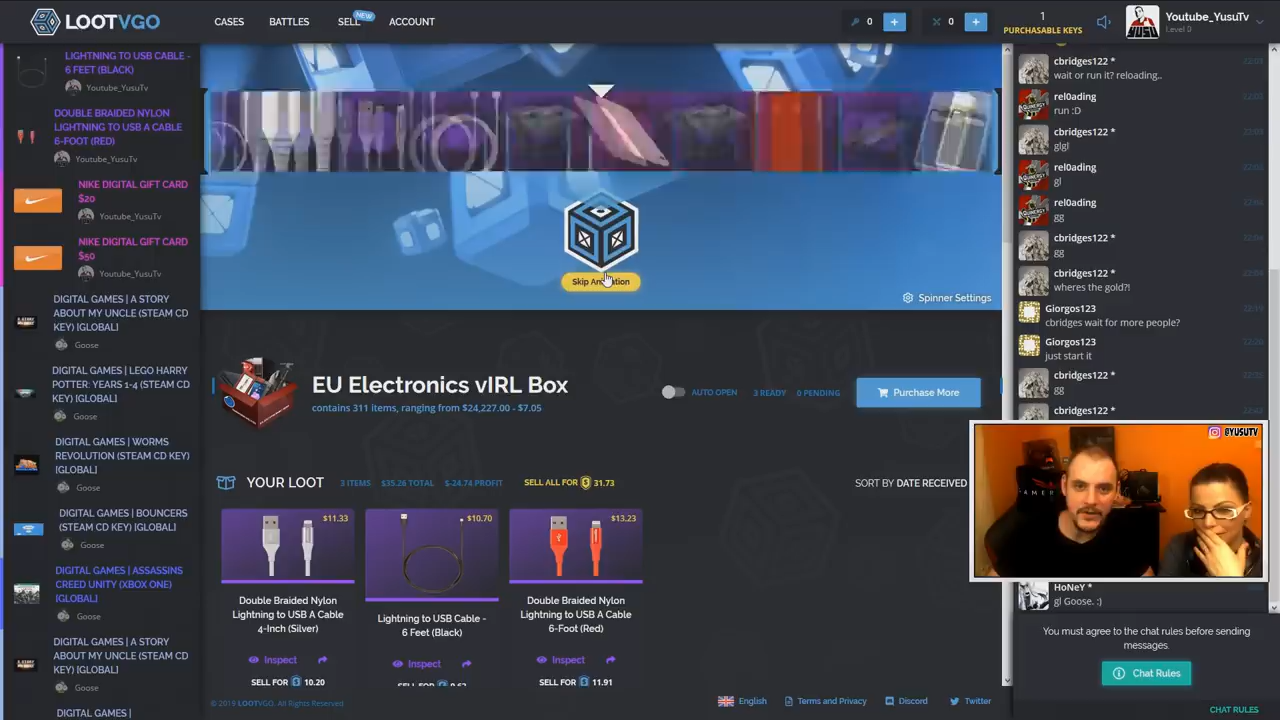 LOOTVGO
CASES
BATTLES
SELL
NEW
ACCOUNT
0
+
0
+
1
PURCHASABLE KEYS
Youtube_YusuTv
Level 0
LIGHTNING TO USB CABLE -
6 FEET (BLACK)
Youtube_YusuTv
DOUBLE BRAIDED NYLON
LIGHTNING TO USB A CABLE
6-FOOT (RED)
Youtube_YusuTv
NIKE DIGITAL GIFT CARD
$20
Youtube_YusuTv
NIKE DIGITAL GIFT CARD
$50
Youtube_YusuTv
DIGITAL GAMES | A STORY
ABOUT MY UNCLE (STEAM CD
KEY) [GLOBAL]
Goose
DIGITAL GAMES | LEGO HARRY
POTTER: YEARS 1-4 (STEAM CD
KEY) [GLOBAL]
Goose
DIGITAL GAMES | WORMS
REVOLUTION (STEAM CD KEY)
[GLOBAL]
Goose
DIGITAL GAMES | BOUNCERS
(STEAM CD KEY) [GLOBAL]
Goose
DIGITAL GAMES | ASSASSINS
CREED UNITY (XBOX ONE)
[GLOBAL]
Goose
DIGITAL GAMES | A STORY
ABOUT MY UNCLE (STEAM CD
KEY) [GLOBAL]
Goose
DIGITAL GAMES |
Skip Animation
Spinner Settings
EU Electronics vIRL Box
contains 311 items, ranging from $24,227.00 - $7.05
AUTO OPEN
3 READY
0 PENDING
Purchase More
YOUR LOOT
3 ITEMS
$35.26 TOTAL
$-24.74 PROFIT
SELL ALL FOR 31.73
SORT BY DATE RECEIVED
$11.33
Double Braided Nylon
Lightning to USB A Cable
4-Inch (Silver)
Inspect
SELL FOR 10.20
$10.70
Lightning to USB Cable -
6 Feet (Black)
Inspect
SELL FOR 9.63
$13.23
Double Braided Nylon
Lightning to USB A Cable
6-Foot (Red)
Inspect
SELL FOR 11.91
© 2019 LOOTVGO. All Rights Reserved
English
Terms and Privacy
Discord
Twitter
cbridges122 *
wait or run it? reloading..
rel0ading
run :D
cbridges122 *
glgl
rel0ading
gl
rel0ading
gg
cbridges122 *
gg
cbridges122 *
wheres the gold?!
Giorgos123
cbridges wait for more people?
Giorgos123
just start it
cbridges122 *
gg
cbridges122 *
@YUSUTV
HoNeY *
gl Goose. :)
You must agree to the chat rules before sending
messages.
Chat Rules
CHAT RULES